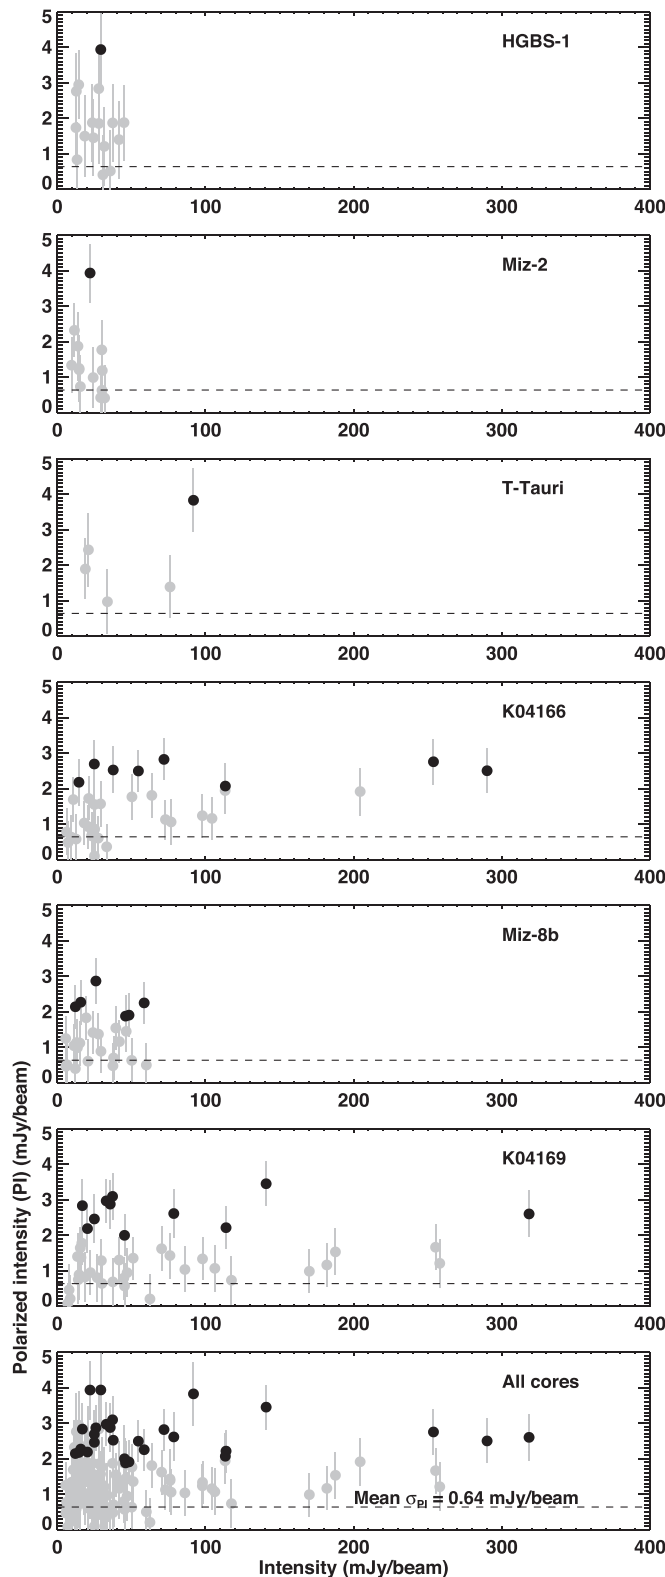 5
4
3
2
1
0
HGBS-1
0 100 200 300 400
5
4
3
2
1
0
Miz-2
0 100 200 300 400
5
4
3
2
1
0
T-Tauri
0 100 200 300 400
5
4
3
2
1
0
K04166
0 100 200 300 400
5
4
3
2
1
0
Miz-8b
0 100 200 300 400
5
4
3
2
1
0
K04169
0 100 200 300 400
5
4
3
2
1
0
All cores
Mean σPI = 0.64 mJy/beam
0 100 200 300 400
Intensity (mJy/beam)
Polarized intensity (PI) (mJy/beam)